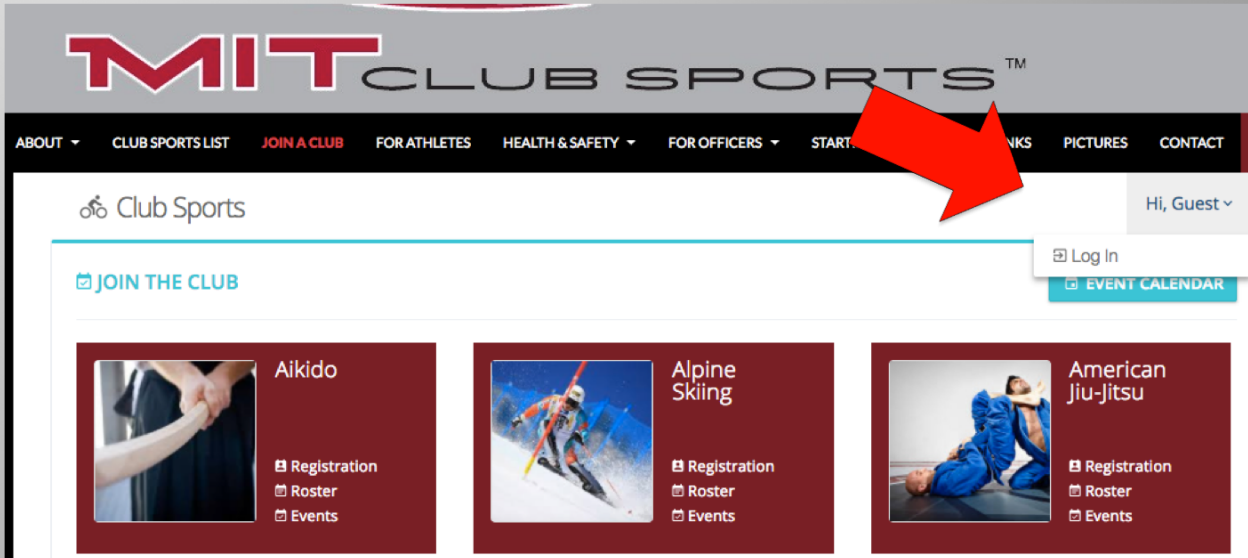 MIT CLUB SPORTS™
ABOUT CLUB SPORTS LIST JOIN A CLUB FOR ATHLETES HEALTH & SAFETY FOR OFFICERS START NKS PICTURES CONTACT
Club Sports
Hi, Guest
Log In
JOIN THE CLUB
EVENT CALENDAR
Aikido
Registration
Roster
Events
Alpine
Skiing
Registration
Roster
Events
American
Jiu-Jitsu
Registration
Roster
Events